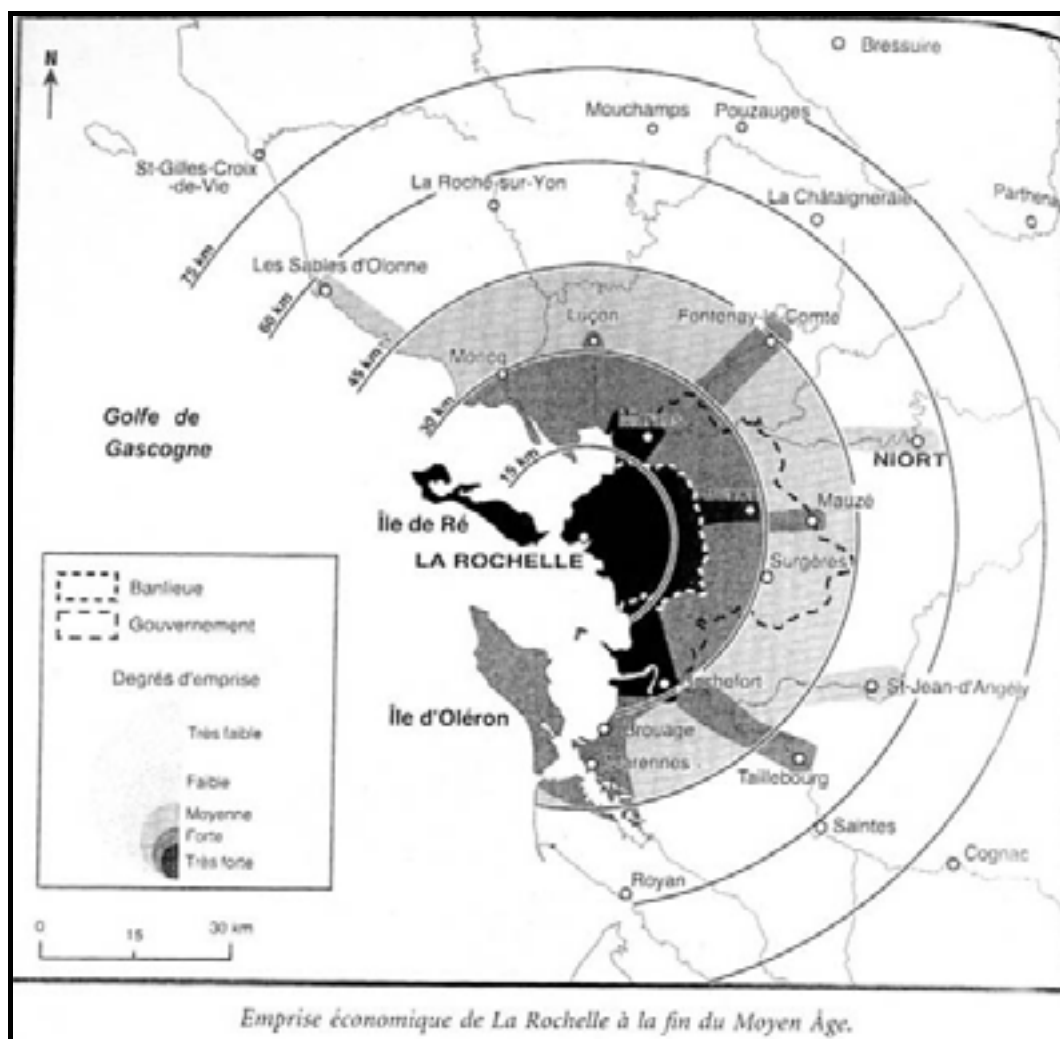 N
Bressuire
Mouchamps
Pouzauges
St-Gilles-Croix
-de-Vie
La Roche-sur-Yon
La Châtaigneraie
Parthena
75 km
Les Sables d'Olonne
60 km
Luçon
Fontenay-le-Comte
45 km
Moricq
30 km
Golfe de
Gascogne
15 km
NIORT
Mauzé
Île de Ré
LA ROCHELLE
Surgères
Banlieue
Gouvernement
Degrés d'emprise
Très faible
Faible
Moyenne
Forte
Très forte
Rochefort
St-Jean-d'Angély
Île d'Oléron
Brouage
Marennes
Taillebourg
Saintes
Cognac
Royan
0
15
30 km
Emprise économique de La Rochelle à la fin du Moyen Âge.